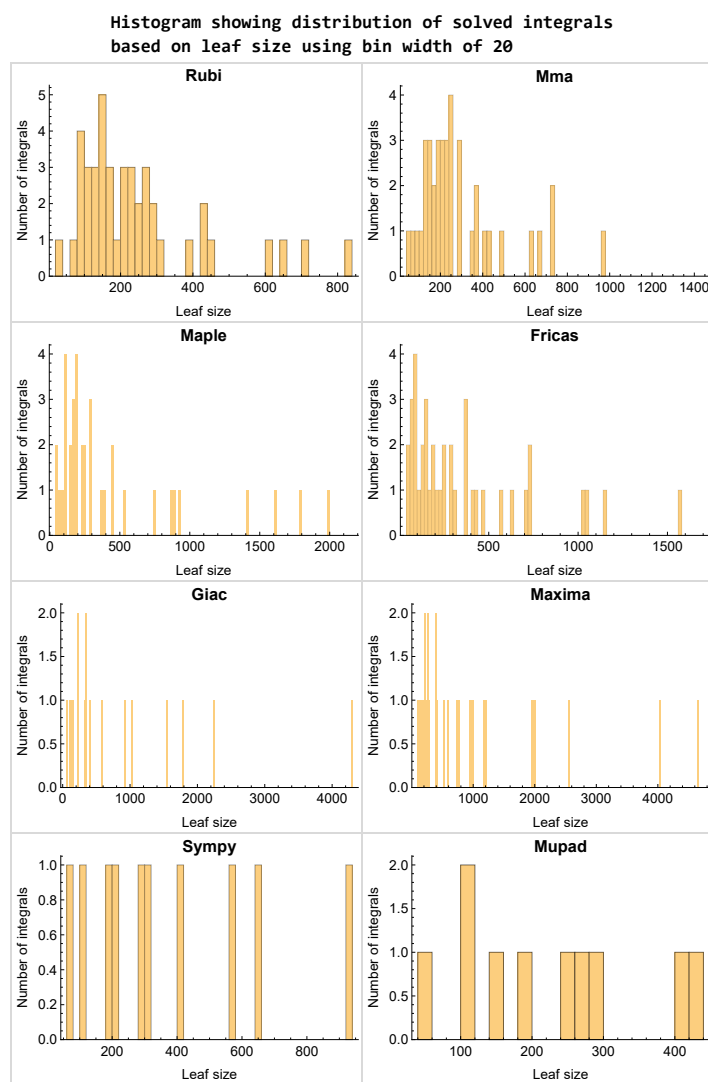 Histogram showing distribution of solved integrals
based on leaf size using bin width of 20
Rubi
Number of integrals
5
4
3
2
1
0
200 400 600 800
Leaf size
Mma
Number of integrals
4
3
2
1
0
200 400 600 800 1000 1200 1400
Leaf size
Maple
Number of integrals
4
3
2
1
0
0 500 1000 1500 2000
Leaf size
Fricas
Number of integrals
4
3
2
1
0
500 1000 1500
Leaf size
Giac
Number of integrals
2.0
1.5
1.0
0.5
0.0
0 1000 2000 3000 4000
Leaf size
Maxima
Number of integrals
2.0
1.5
1.0
0.5
0.0
1000 2000 3000 4000
Leaf size
Sympy
Number of integrals
1.0
0.8
0.6
0.4
0.2
0.0
200 400 600 800
Leaf size
Mupad
Number of integrals
2.0
1.5
1.0
0.5
0.0
100 200 300 400
Leaf size